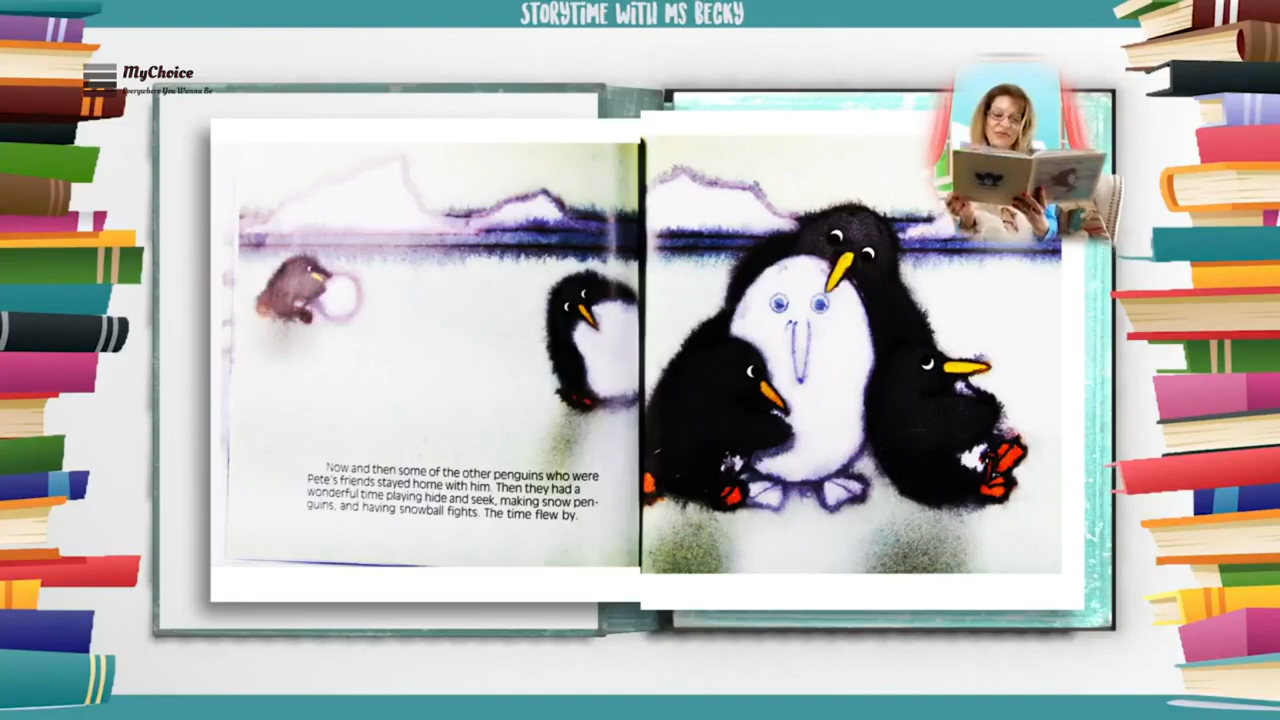 STORYTIME WITH MS BECKY
MyChoice
Everywhere You Wanna Be
Now and then some of the other penguins who were
Pete's friends stayed home with him. Then they had a
wonderful time playing hide and seek, making snow pen-
guins, and having snowball fights. The time flew by.